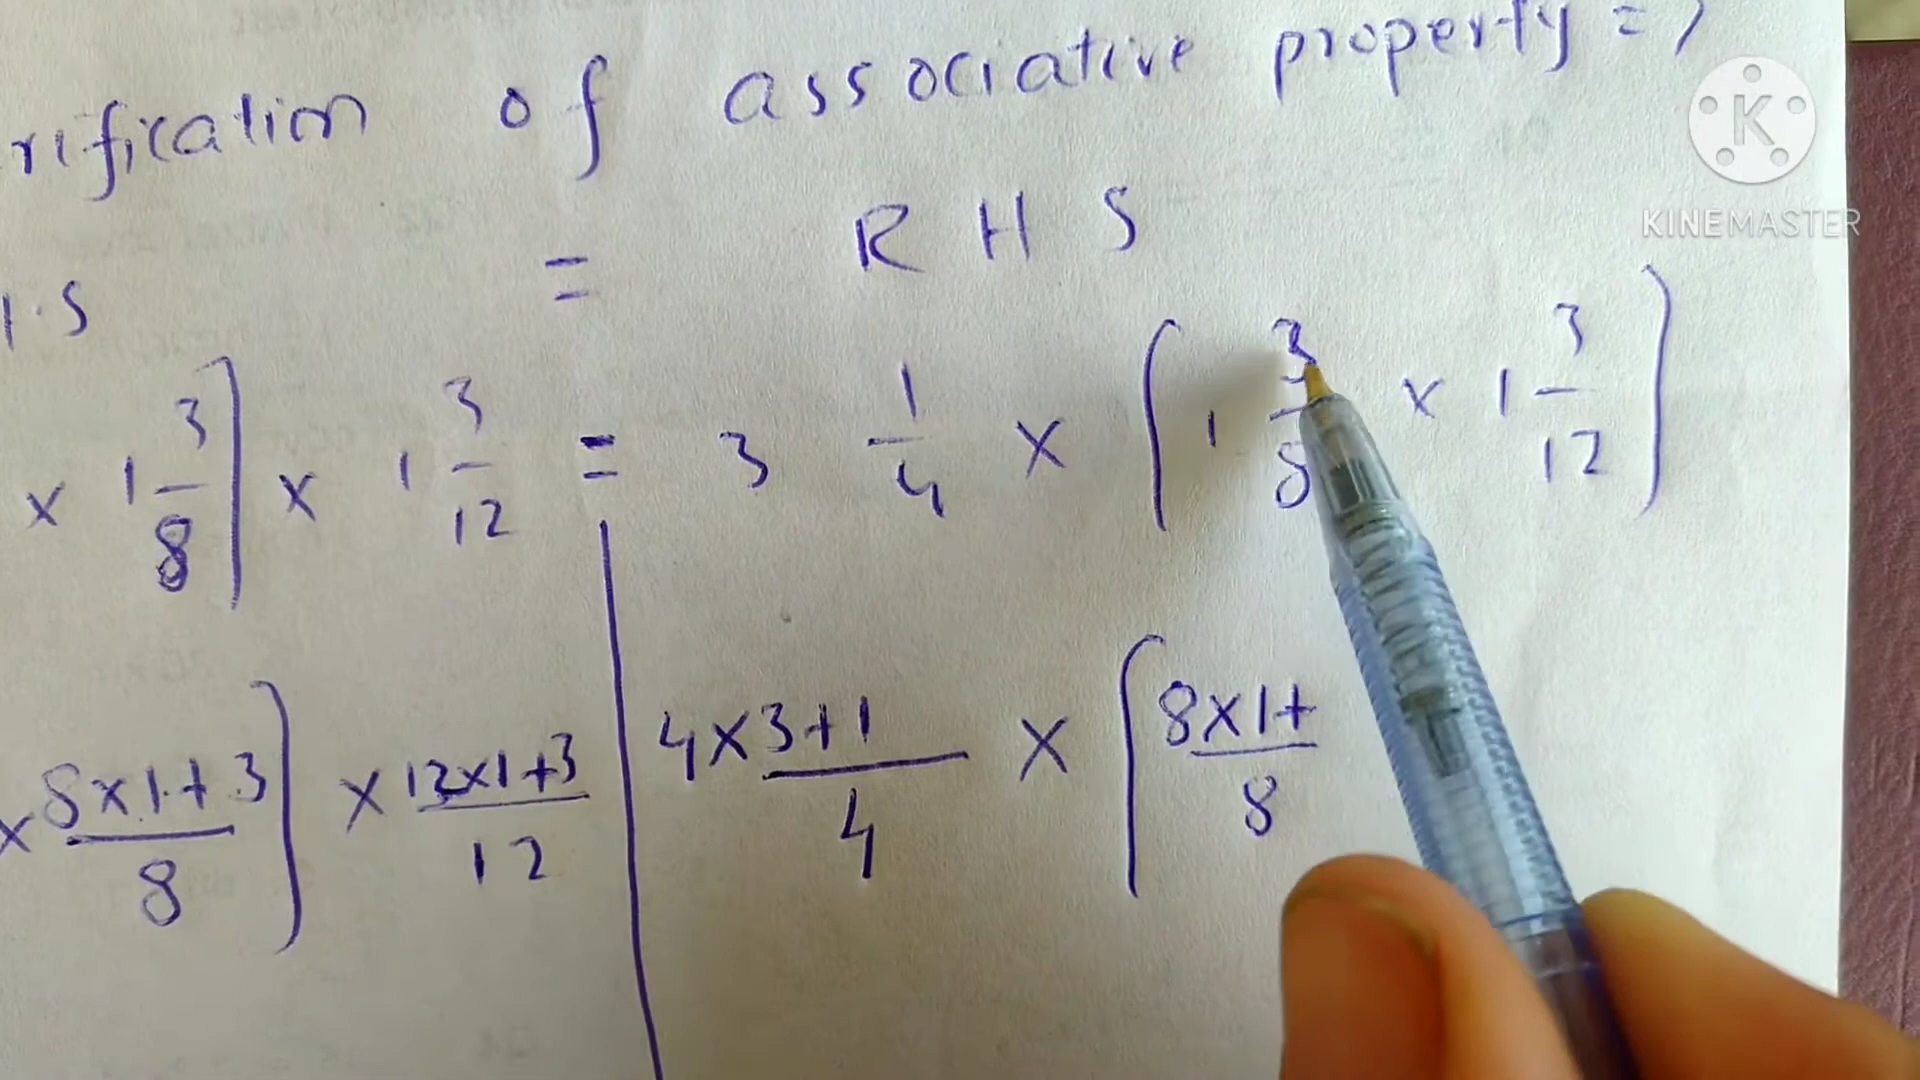 rification of associative property =>
= RHS
.S
× 1 3/8 ] × 1 3/12 = 3 1/4 × [ 1 3/8 × 1 3/12 ]
× 8×1+3/8 ] × 12×1+3/12 | 4×3+1/4 × [ 8×1+/8
K
KINEMASTER